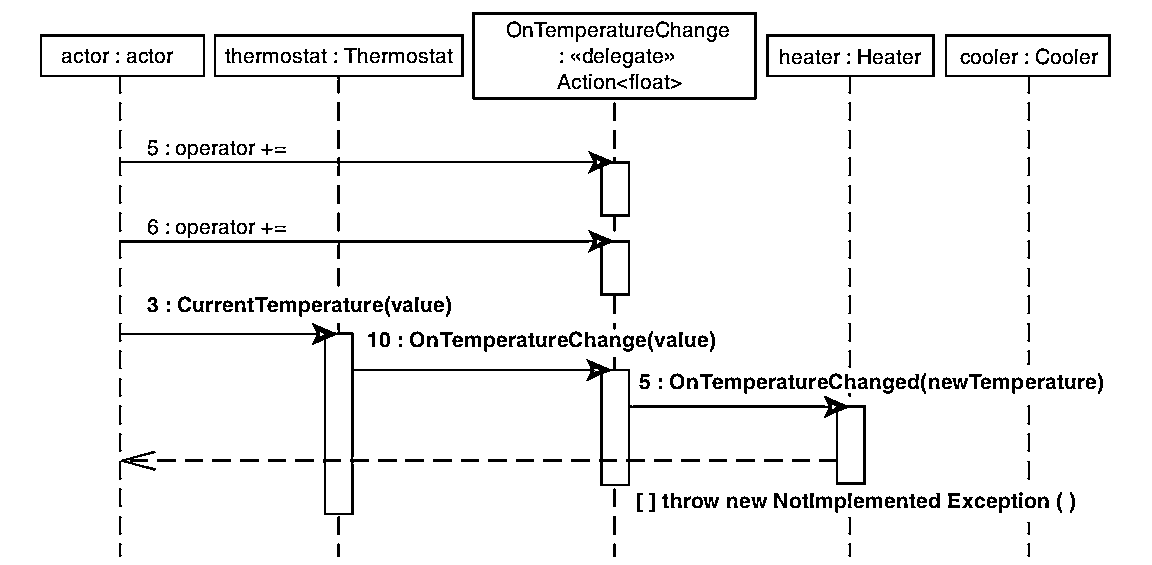 actor : actor
thermostat : Thermostat
OnTemperatureChange
: «delegate»
Action<float>
heater : Heater
cooler : Cooler
5 : operator +=
6 : operator +=
3 : CurrentTemperature(value)
10 : OnTemperatureChange(value)
5 : OnTemperatureChanged(newTemperature)
[ ] throw new NotImplemented Exception ( )